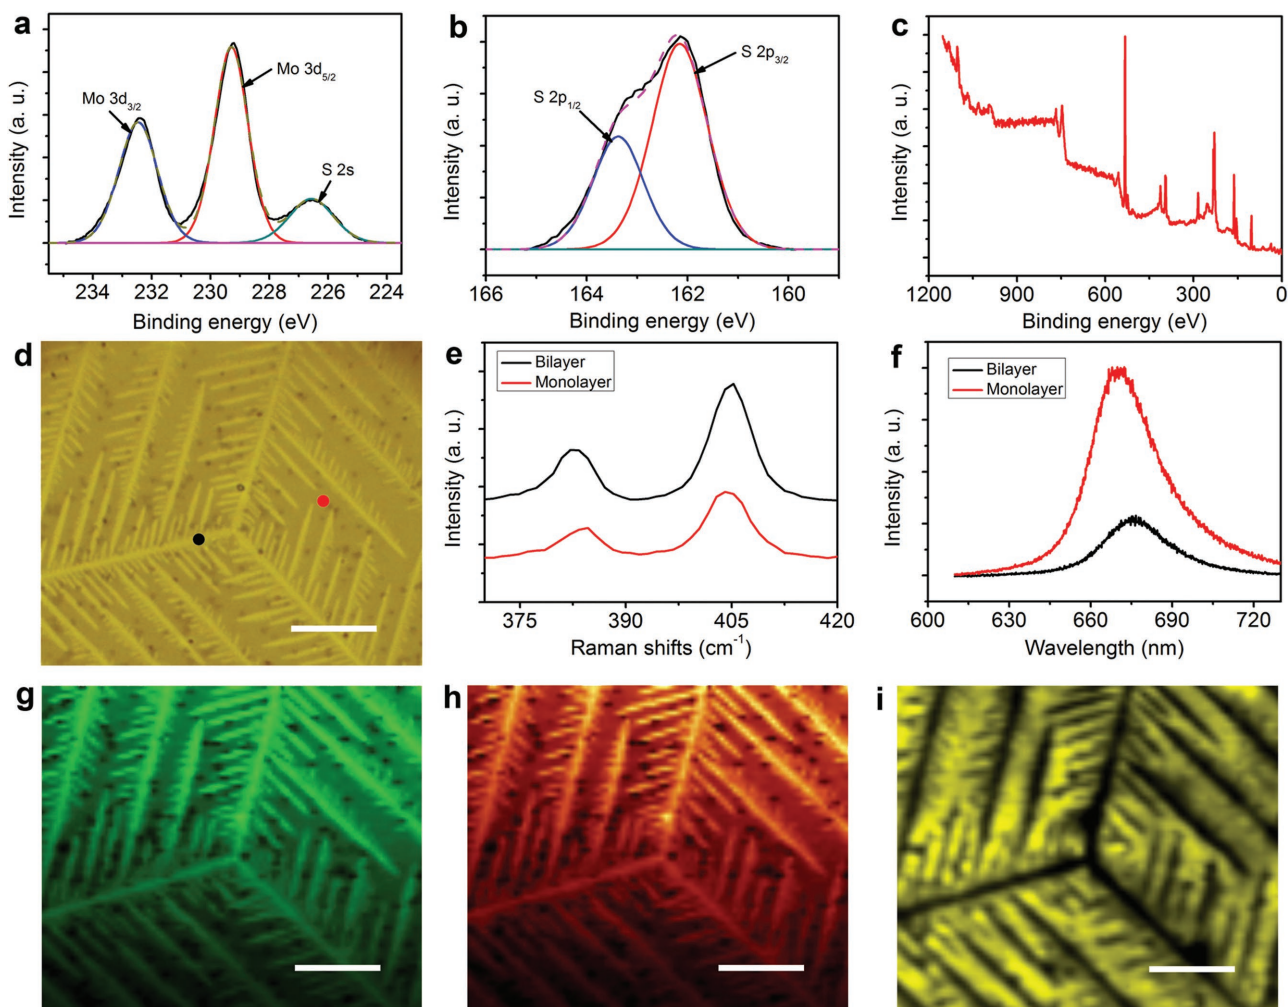 a
Mo 3d3/2
Mo 3d5/2
S 2s
Intensity (a. u.)
234 232 230 228 226 224
Binding energy (eV)
b
S 2p1/2
S 2p3/2
Intensity (a. u.)
166 164 162 160
Binding energy (eV)
c
Intensity (a. u.)
1200 900 600 300 0
Binding energy (eV)
d
e
Bilayer
Monolayer
Intensity (a. u.)
375 390 405 420
Raman shifts (cm-1)
f
Bilayer
Monolayer
Intensity (a. u.)
600 630 660 690 720
Wavelength (nm)
g
h
i